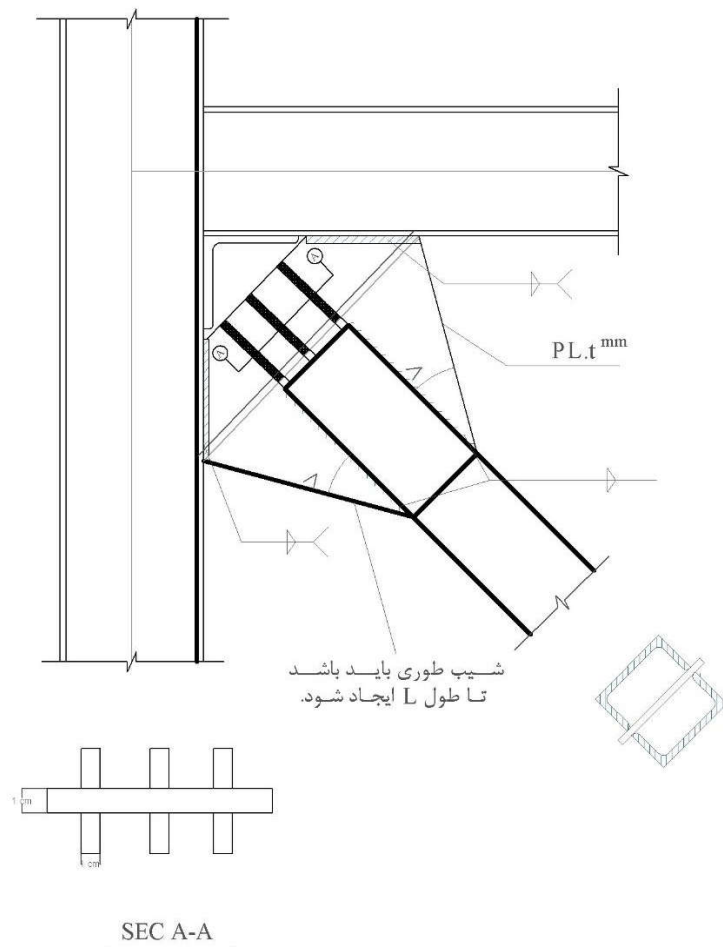 A
A
PL.t mm
شیب طوری باید باشد
تا طول L ایجاد شود.
1 cm
1 cm
SEC A-A